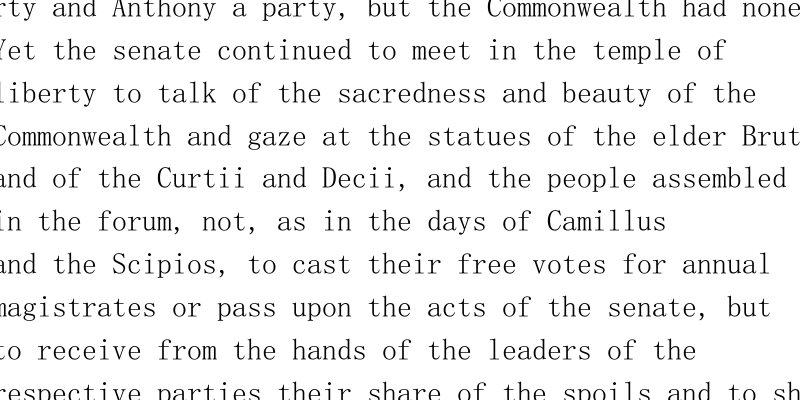 rty and Anthony a party, but the Commonwealth had none
Yet the senate continued to meet in the temple of
liberty to talk of the sacredness and beauty of the
Commonwealth and gaze at the statues of the elder Brut
and of the Curtii and Decii, and the people assembled
in the forum, not, as in the days of Camillus
and the Scipios, to cast their free votes for annual
magistrates or pass upon the acts of the senate, but
to receive from the hands of the leaders of the
respective parties their share of the spoils and to sh